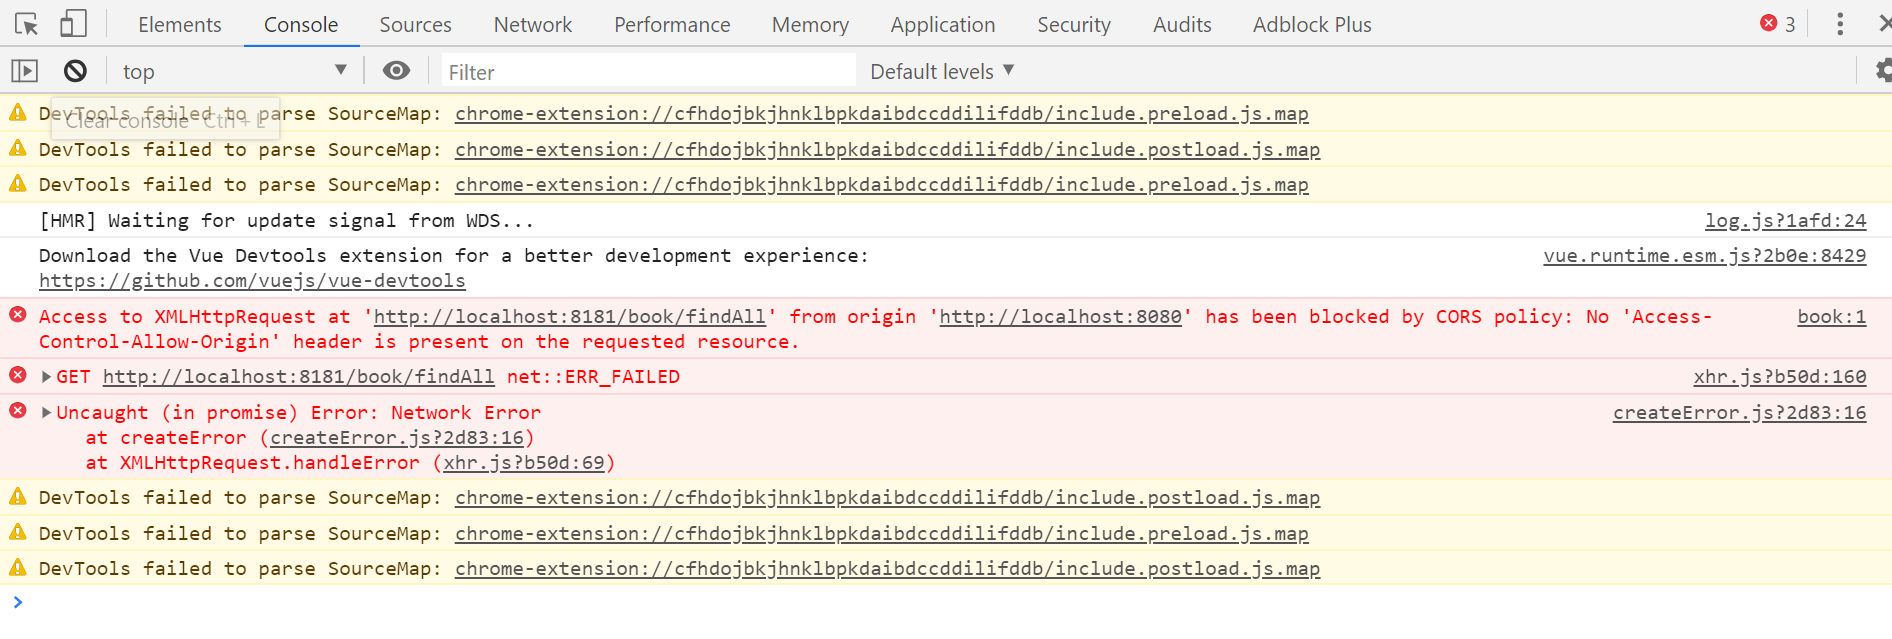 Elements Console Sources Network Performance Memory Application Security Audits Adblock Plus 3
top Filter Default levels
DevTools failed to parse SourceMap: chrome-extension://cfhdojbkjhnklbpkdaibdccddilifddb/include.preload.js.map
Clear console Ctrl + L
DevTools failed to parse SourceMap: chrome-extension://cfhdojbkjhnklbpkdaibdccddilifddb/include.postload.js.map
DevTools failed to parse SourceMap: chrome-extension://cfhdojbkjhnklbpkdaibdccddilifddb/include.preload.js.map
[HMR] Waiting for update signal from WDS... log.js?1afd:24
Download the Vue Devtools extension for a better development experience: vue.runtime.esm.js?2b0e:8429
https://github.com/vuejs/vue-devtools
Access to XMLHttpRequest at 'http://localhost:8181/book/findAll' from origin 'http://localhost:8080' has been blocked by CORS policy: No 'Access- book:1
Control-Allow-Origin' header is present on the requested resource.
GET http://localhost:8181/book/findAll net::ERR_FAILED xhr.js?b50d:160
Uncaught (in promise) Error: Network Error createError.js?2d83:16
at createError (createError.js?2d83:16)
at XMLHttpRequest.handleError (xhr.js?b50d:69)
DevTools failed to parse SourceMap: chrome-extension://cfhdojbkjhnklbpkdaibdccddilifddb/include.postload.js.map
DevTools failed to parse SourceMap: chrome-extension://cfhdojbkjhnklbpkdaibdccddilifddb/include.preload.js.map
DevTools failed to parse SourceMap: chrome-extension://cfhdojbkjhnklbpkdaibdccddilifddb/include.postload.js.map